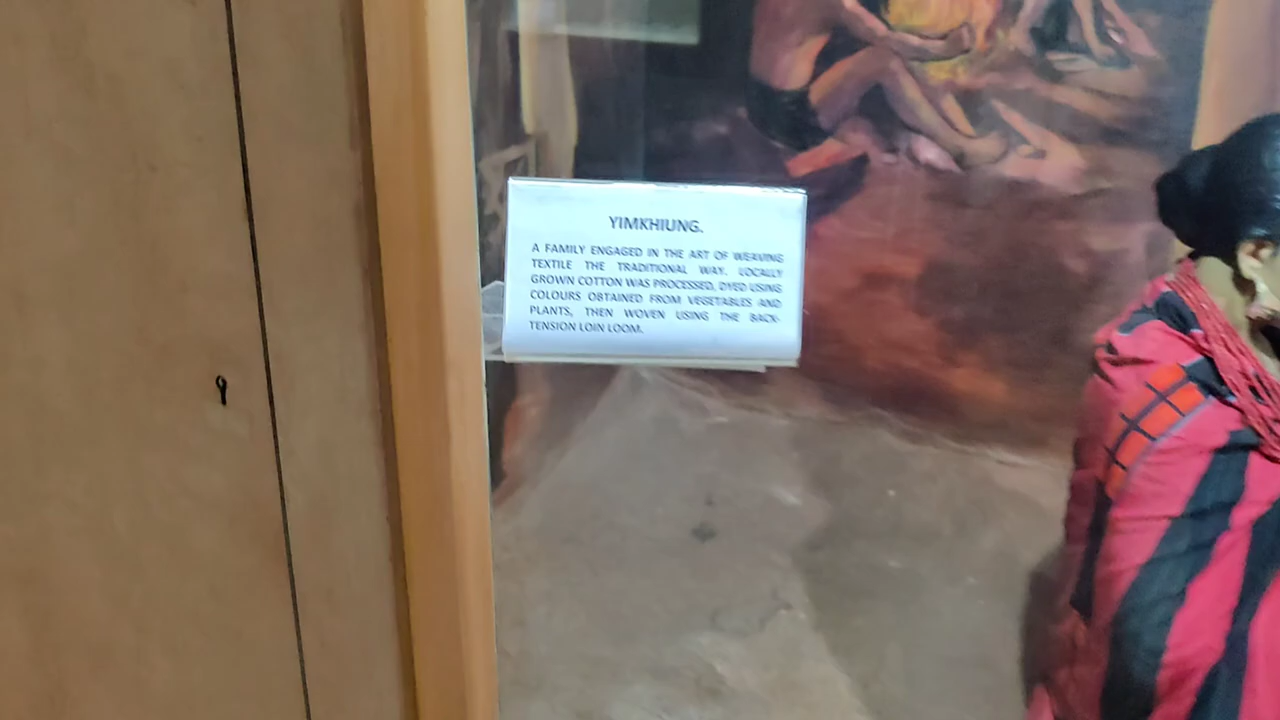 YIMKHIUNG.
A FAMILY ENGAGED IN THE ART OF WEAVING
TEXTILE THE TRADITIONAL WAY. LOCALLY
GROWN COTTON WAS PROCESSED, DYED USING
COLOURS OBTAINED FROM VEGETABLES AND
PLANTS, THEN WOVEN USING THE BACK-
TENSION LOIN LOOM.